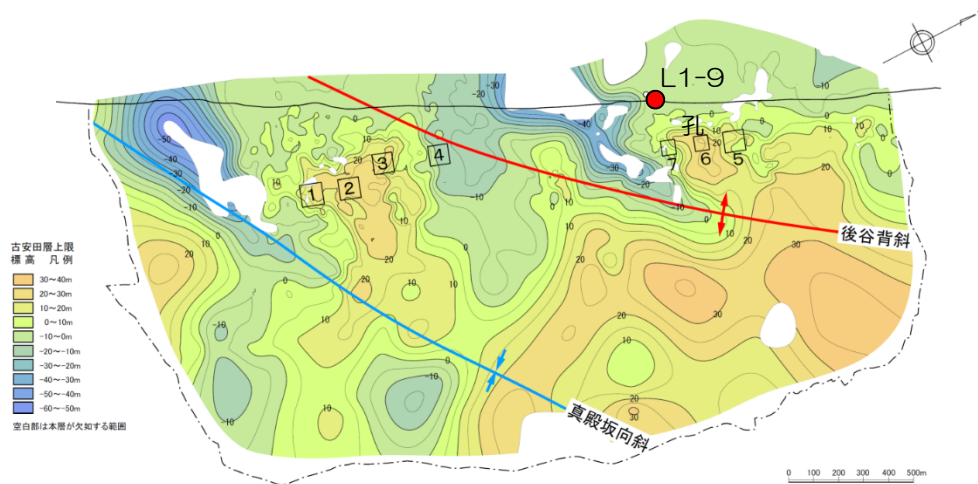 L1-9
孔
1
2
3
4
7
6
5
後谷背斜
真殿坂向斜
古安田層上限
標高 凡例
30～40m
20～30m
10～20m
0～10m
-10～0m
-20～-10m
-30～-20m
-40～-30m
-50～-40m
-60～-50m
空白部は本層が欠如する範囲
0 100 200 300 400 500m